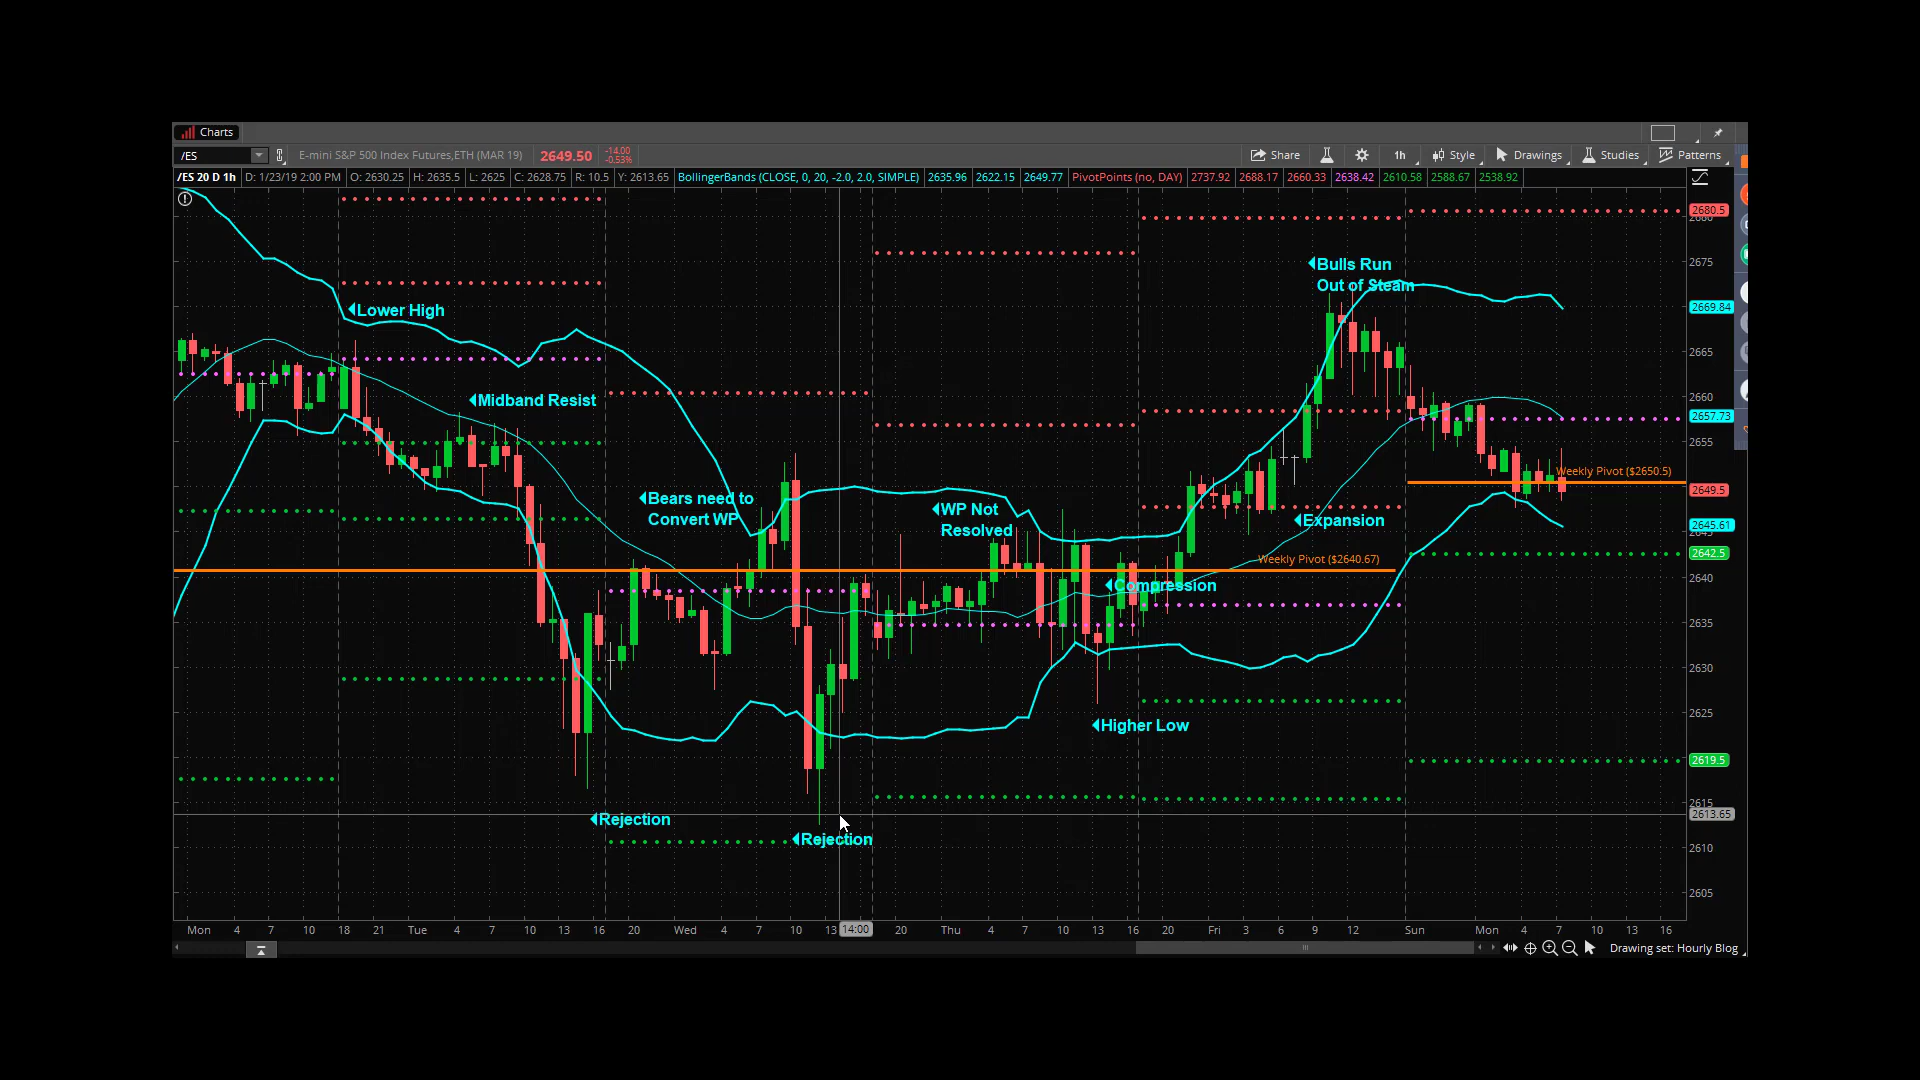 Charts
/ES
E-mini S&P 500 Index Futures,ETH (MAR 19)
2649.50
-14.00
-0.53%
Share
1h
Style
Drawings
Studies
Patterns
/ES 20 D 1h
D: 1/23/19 2:00 PM
O: 2630.25
H: 2635.5
L: 2625
C: 2628.75
R: 10.5
Y: 2613.65
BollingerBands (CLOSE, 0, 20, -2.0, 2.0, SIMPLE)
2635.96
2622.15
2649.77
PivotPoints (no, DAY)
2737.92
2688.17
2660.33
2638.42
2610.58
2588.67
2538.92
Bulls Run
Out of Steam
Lower High
Midband Resist
Bears need to
Convert WP
WP Not
Resolved
Expansion
Weekly Pivot ($2650.5)
Weekly Pivot ($2640.67)
Compression
Higher Low
Rejection
Rejection
2680.5
2680
2675
2669.84
2665
2660
2657.73
2655
2649.5
2645.61
2642.5
2640
2635
2630
2625
2619.5
2615
2613.65
2610
2605
Mon 4 7 10 18 21 Tue 4 7 10 13 16 20 Wed 4 7 10 13 14:00 20 Thu 4 7 10 13 16 20 Fri 3 6 9 12 Sun Mon 4 7 10 13 16
Drawing set: Hourly Blog